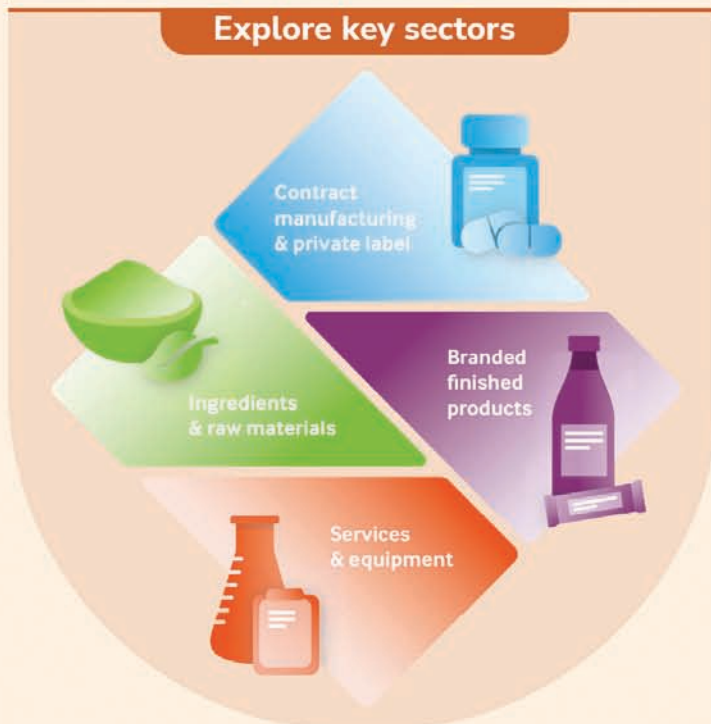 Explore key sectors
Contract
manufacturing
& private label
Branded
finished
products
Ingredients
& raw materials
Services
& equipment